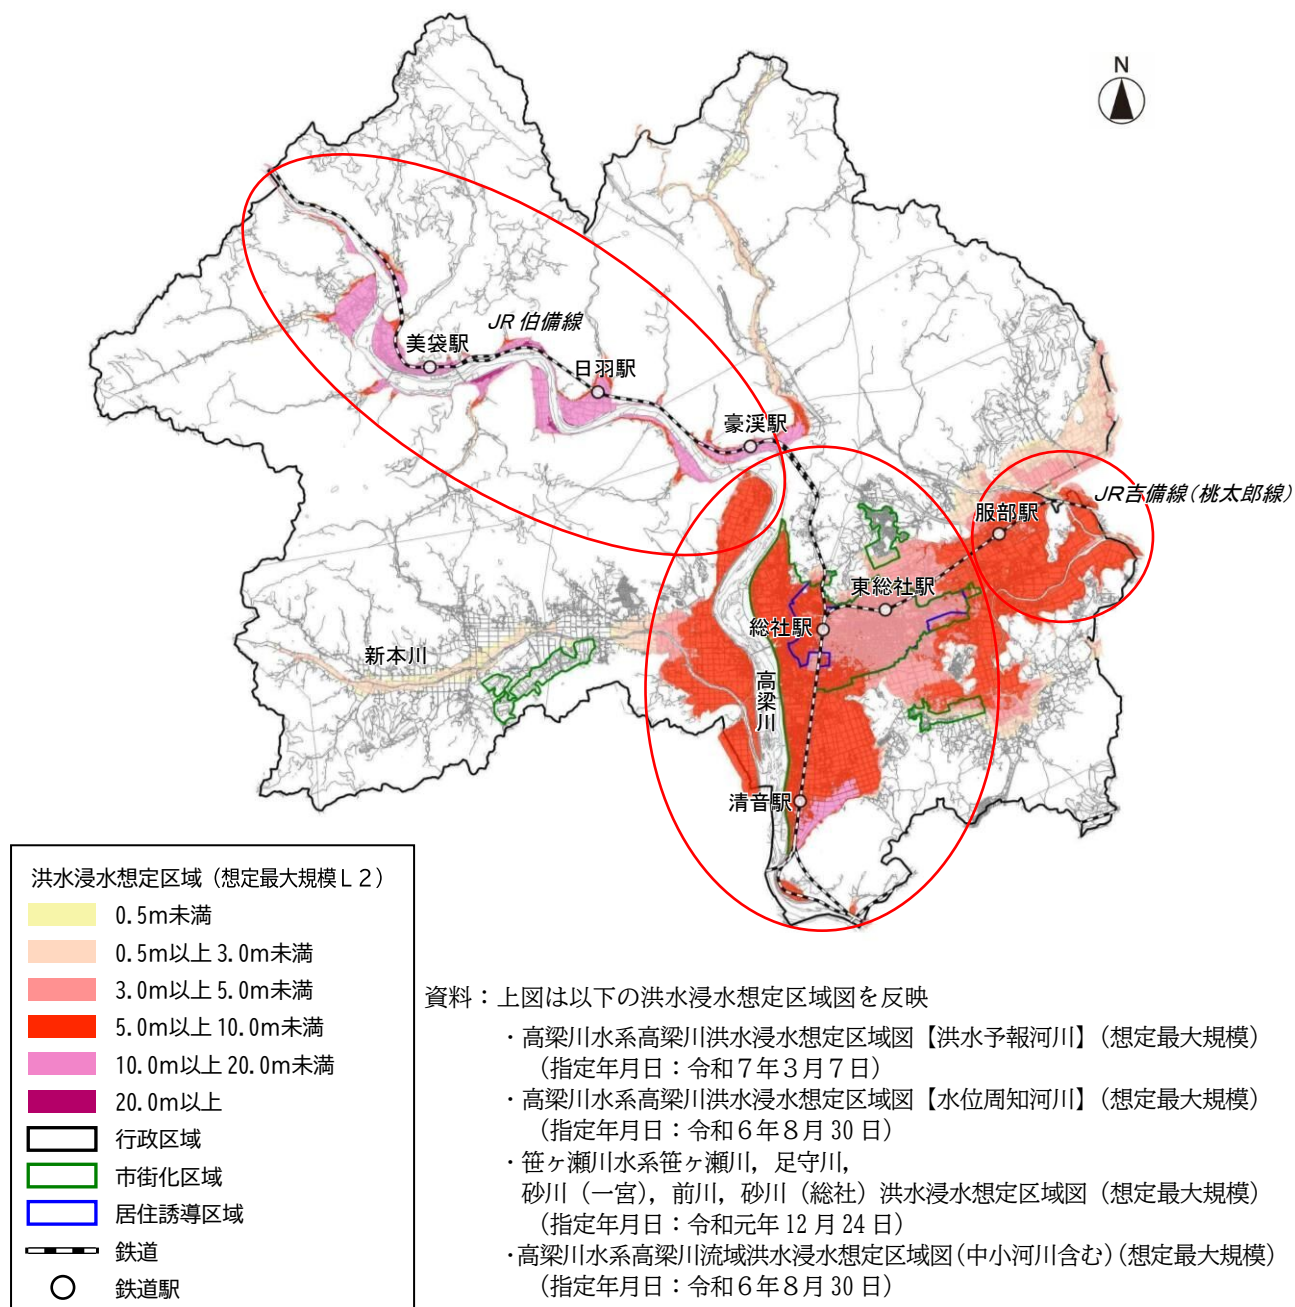 N
JR 伯備線
美袋駅
日羽駅
豪渓駅
JR吉備線(桃太郎線)
服部駅
東総社駅
総社駅
新本川
高梁川
清音駅
洪水浸水想定区域（想定最大規模Ｌ２）
0.5m未満
0.5m以上 3.0m未満
3.0m以上 5.0m未満
5.0m以上 10.0m未満
10.0m以上 20.0m未満
20.0m以上
行政区域
市街化区域
居住誘導区域
鉄道
鉄道駅
資料：上図は以下の洪水浸水想定区域図を反映
・高梁川水系高梁川洪水浸水想定区域図【洪水予報河川】（想定最大規模）
（指定年月日：令和７年３月７日）
・高梁川水系高梁川洪水浸水想定区域図【水位周知河川】（想定最大規模）
（指定年月日：令和６年８月 30 日）
・笹ヶ瀬川水系笹ヶ瀬川，足守川，
砂川（一宮），前川，砂川（総社）洪水浸水想定区域図（想定最大規模）
（指定年月日：令和元年 12 月 24 日）
・高梁川水系高梁川流域洪水浸水想定区域図(中小河川含む)(想定最大規模）
（指定年月日：令和６年８月 30 日）